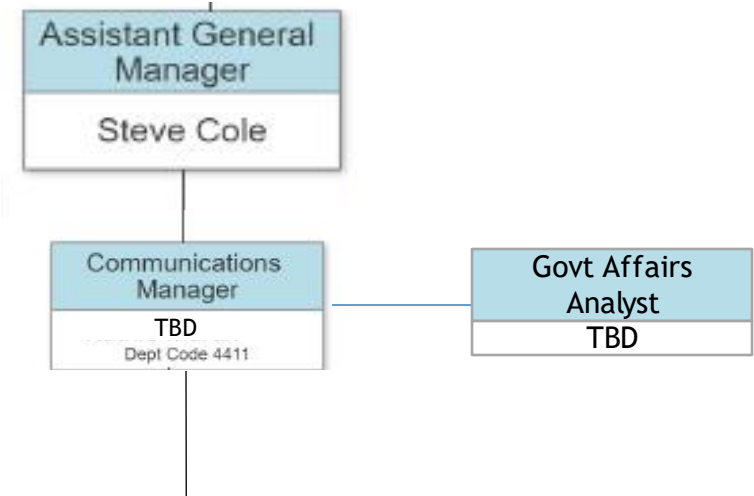 Assistant General
Manager
Steve Cole
Communications
Manager
TBD
Dept Code 4411
Govt Affairs
Analyst
TBD